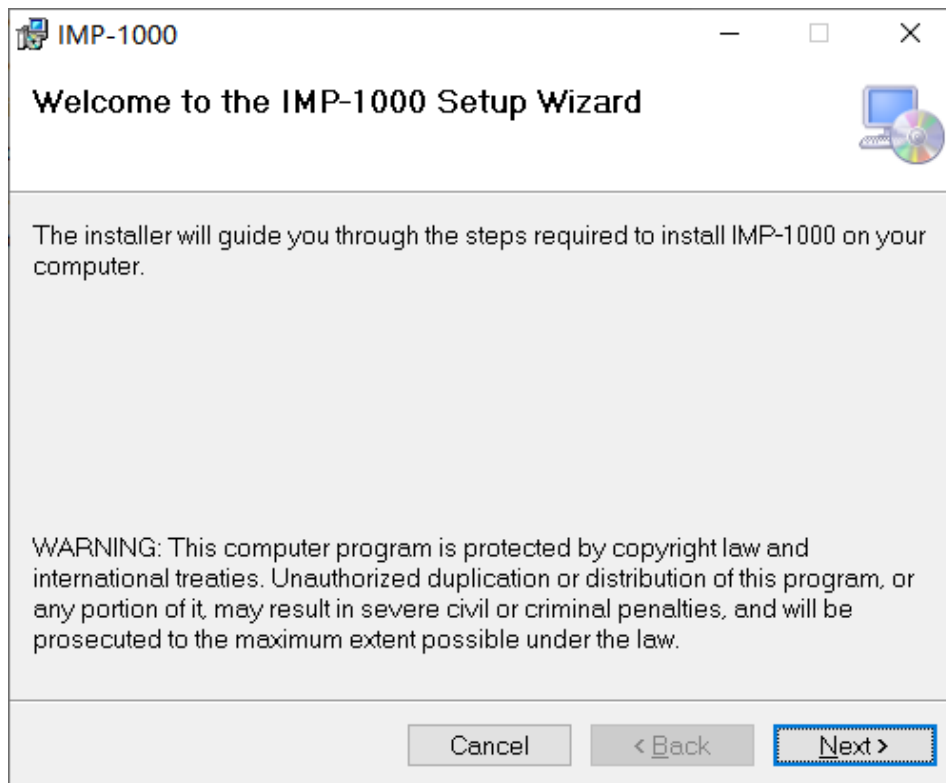 IMP-1000
Welcome to the IMP-1000 Setup Wizard
The installer will guide you through the steps required to install IMP-1000 on your
computer.
WARNING: This computer program is protected by copyright law and
international treaties. Unauthorized duplication or distribution of this program, or
any portion of it, may result in severe civil or criminal penalties, and will be
prosecuted to the maximum extent possible under the law.
Cancel
< Back
Next >